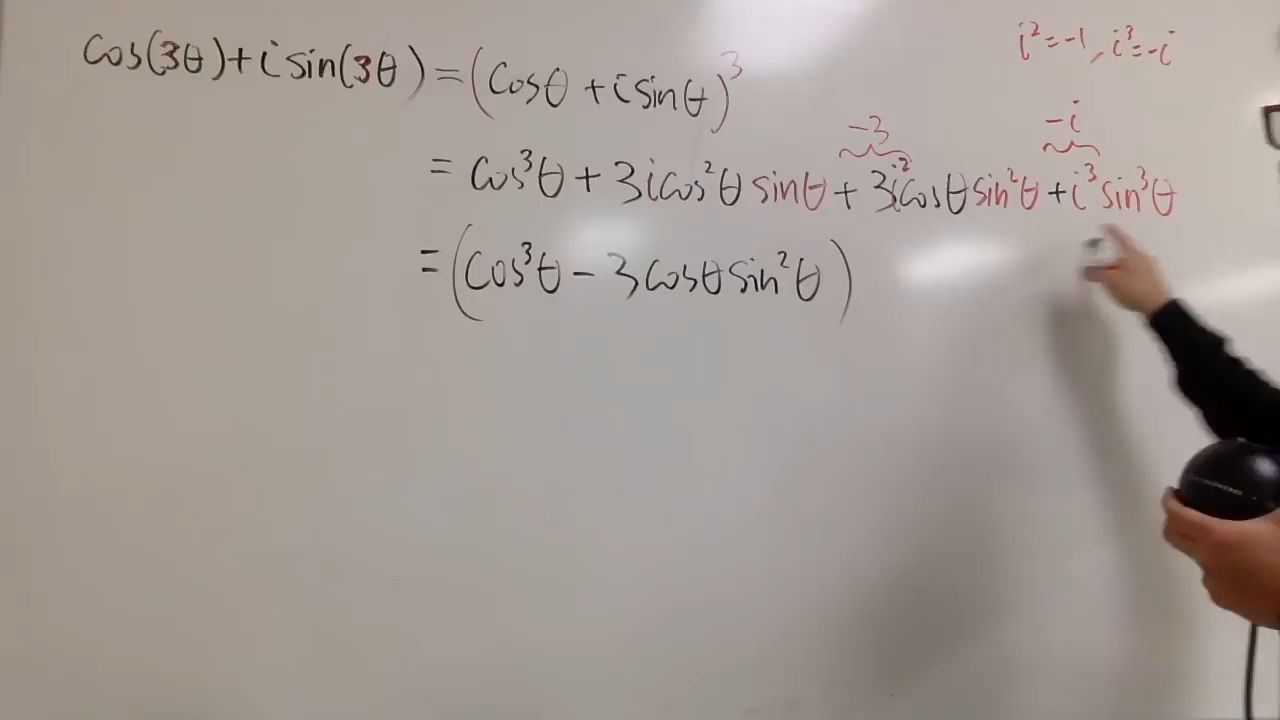 cos(3θ)+i sin(3θ)=(cosθ+i sinθ)³
i²=-1, i³=-i
-3
-i
= cos³θ+3i cos²θ sinθ+3i²cosθ sin²θ+i³ sin³θ
=(cos³θ-3cosθ sin²θ)